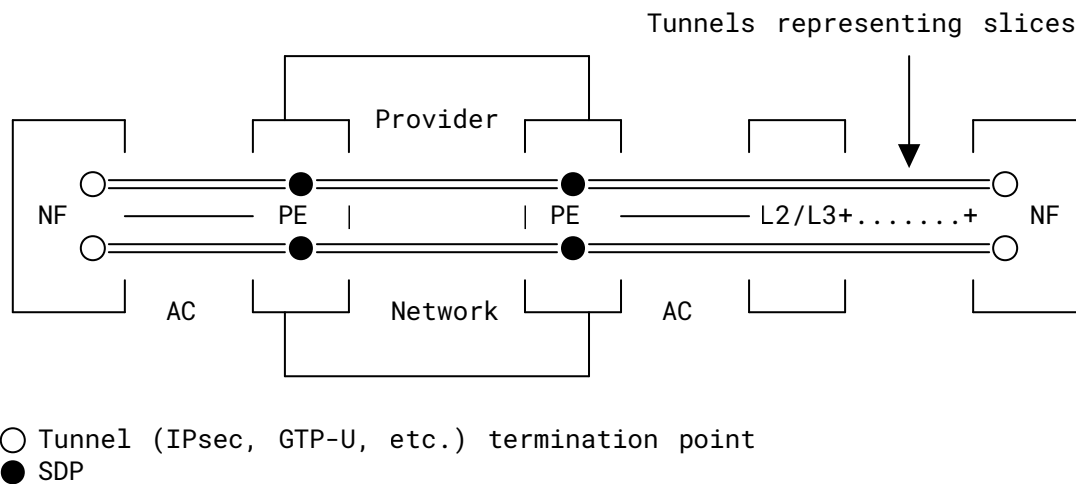 Tunnels representing slices
Provider
NF PE | | PE L2/L3+.......+ NF
AC Network AC
Tunnel (IPsec, GTP-U, etc.) termination point
SDP